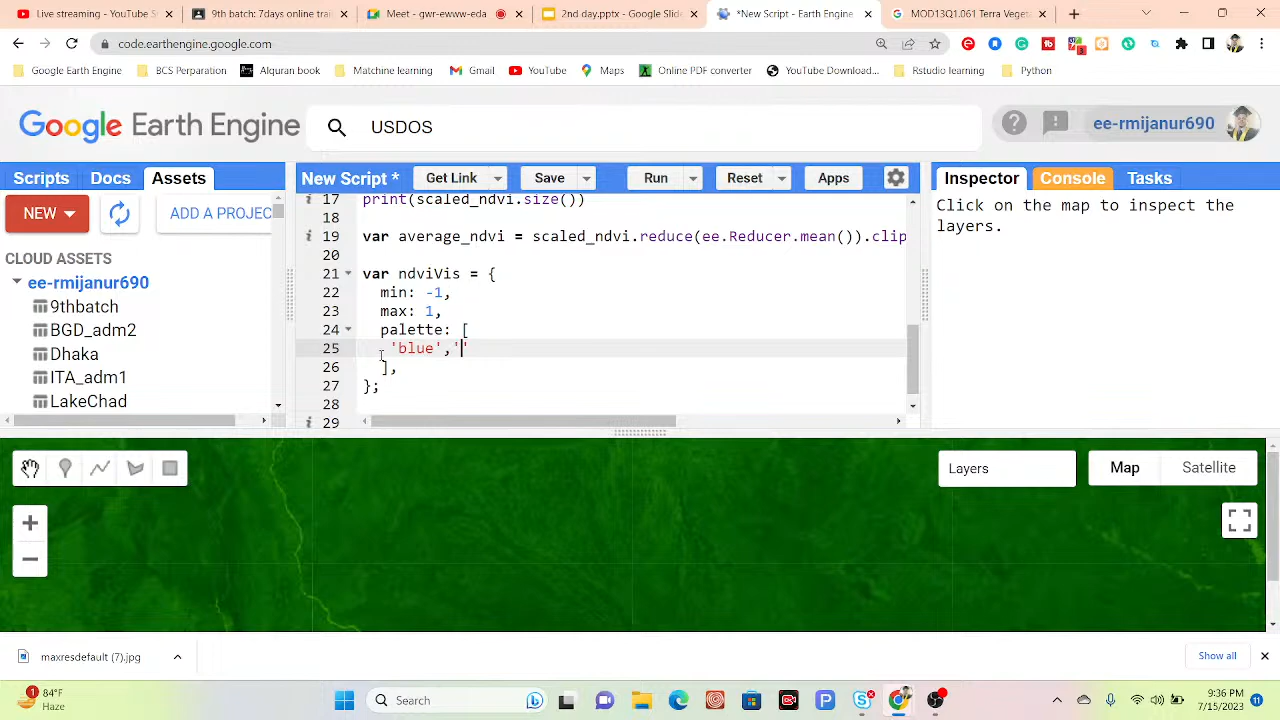 Live streaming - YouTube S
9th batch: 7days online trai
Meet - gwr-ewyx-ndo
2nd day.pptx - Google Slide
*New Script - Earth Engine
MOD13Q1.061 Terra Vegeta
code.earthengine.google.com
Google Earth Engine
BCS Perparation
Alquran book
Matchine learning
Gmail
YouTube
Maps
Online PDF converter
YouTube Download...
Rstudio learning
Python
Google Earth Engine
USDOS
ee-rmijanur690
Scripts Docs Assets
New Script *
Get Link Save Run Reset Apps
Inspector Console Tasks
NEW
ADD A PROJEC
CLOUD ASSETS
ee-rmijanur690
9thbatch
BGD_adm2
Dhaka
ITA_adm1
LakeChad
17 print(scaled_ndvi.size())
18
19 var average_ndvi = scaled_ndvi.reduce(ee.Reducer.mean()).clip
20
21 var ndviVis = {
22 min: -1,
23 max: 1,
24 palette: [
25 'blue',''
26 ],
27 };
28
29
Click on the map to inspect the
layers.
Layers
Map Satellite
maxresdefault (7).jpg
Show all
84°F
Haze
Search
9:36 PM
7/15/2023